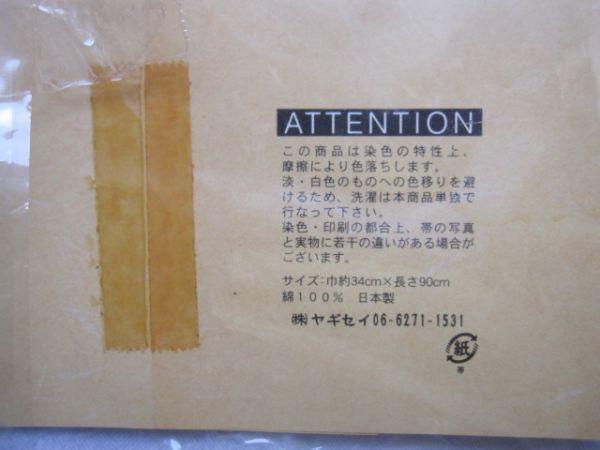 ATTENTION
この商品は染色の特性上、
摩擦により色落ちします。
淡・白色のものへの色移りを避
けるため、洗濯は本商品単独で
行なって下さい。
染色・印刷の都合上、帯の写真
と実物に若干の違いがある場合が
ございます。
サイズ:巾約34cm×長さ90cm
綿100% 日本製
㈱ヤギセイ06-6271-1531
紙
帯